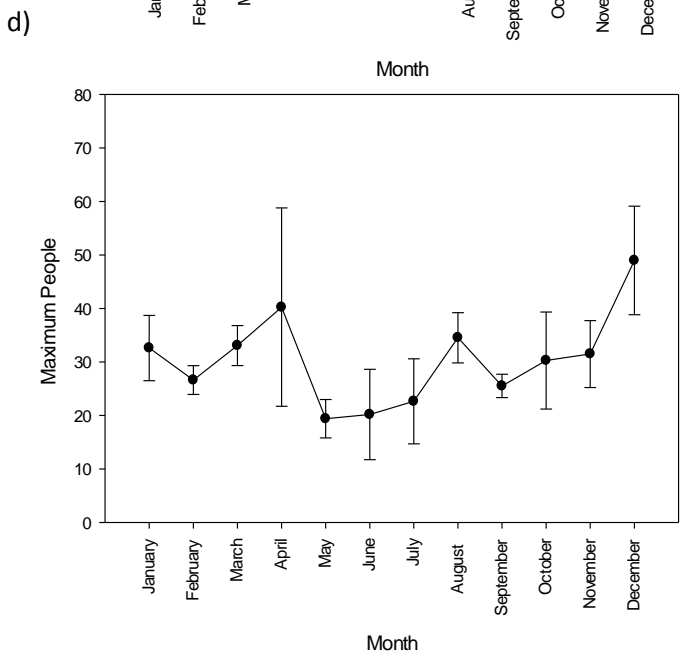 d)
Month
80
70
60
50
40
30
20
10
0
Maximum People
January
February
March
April
May
June
July
August
September
October
November
December
Month